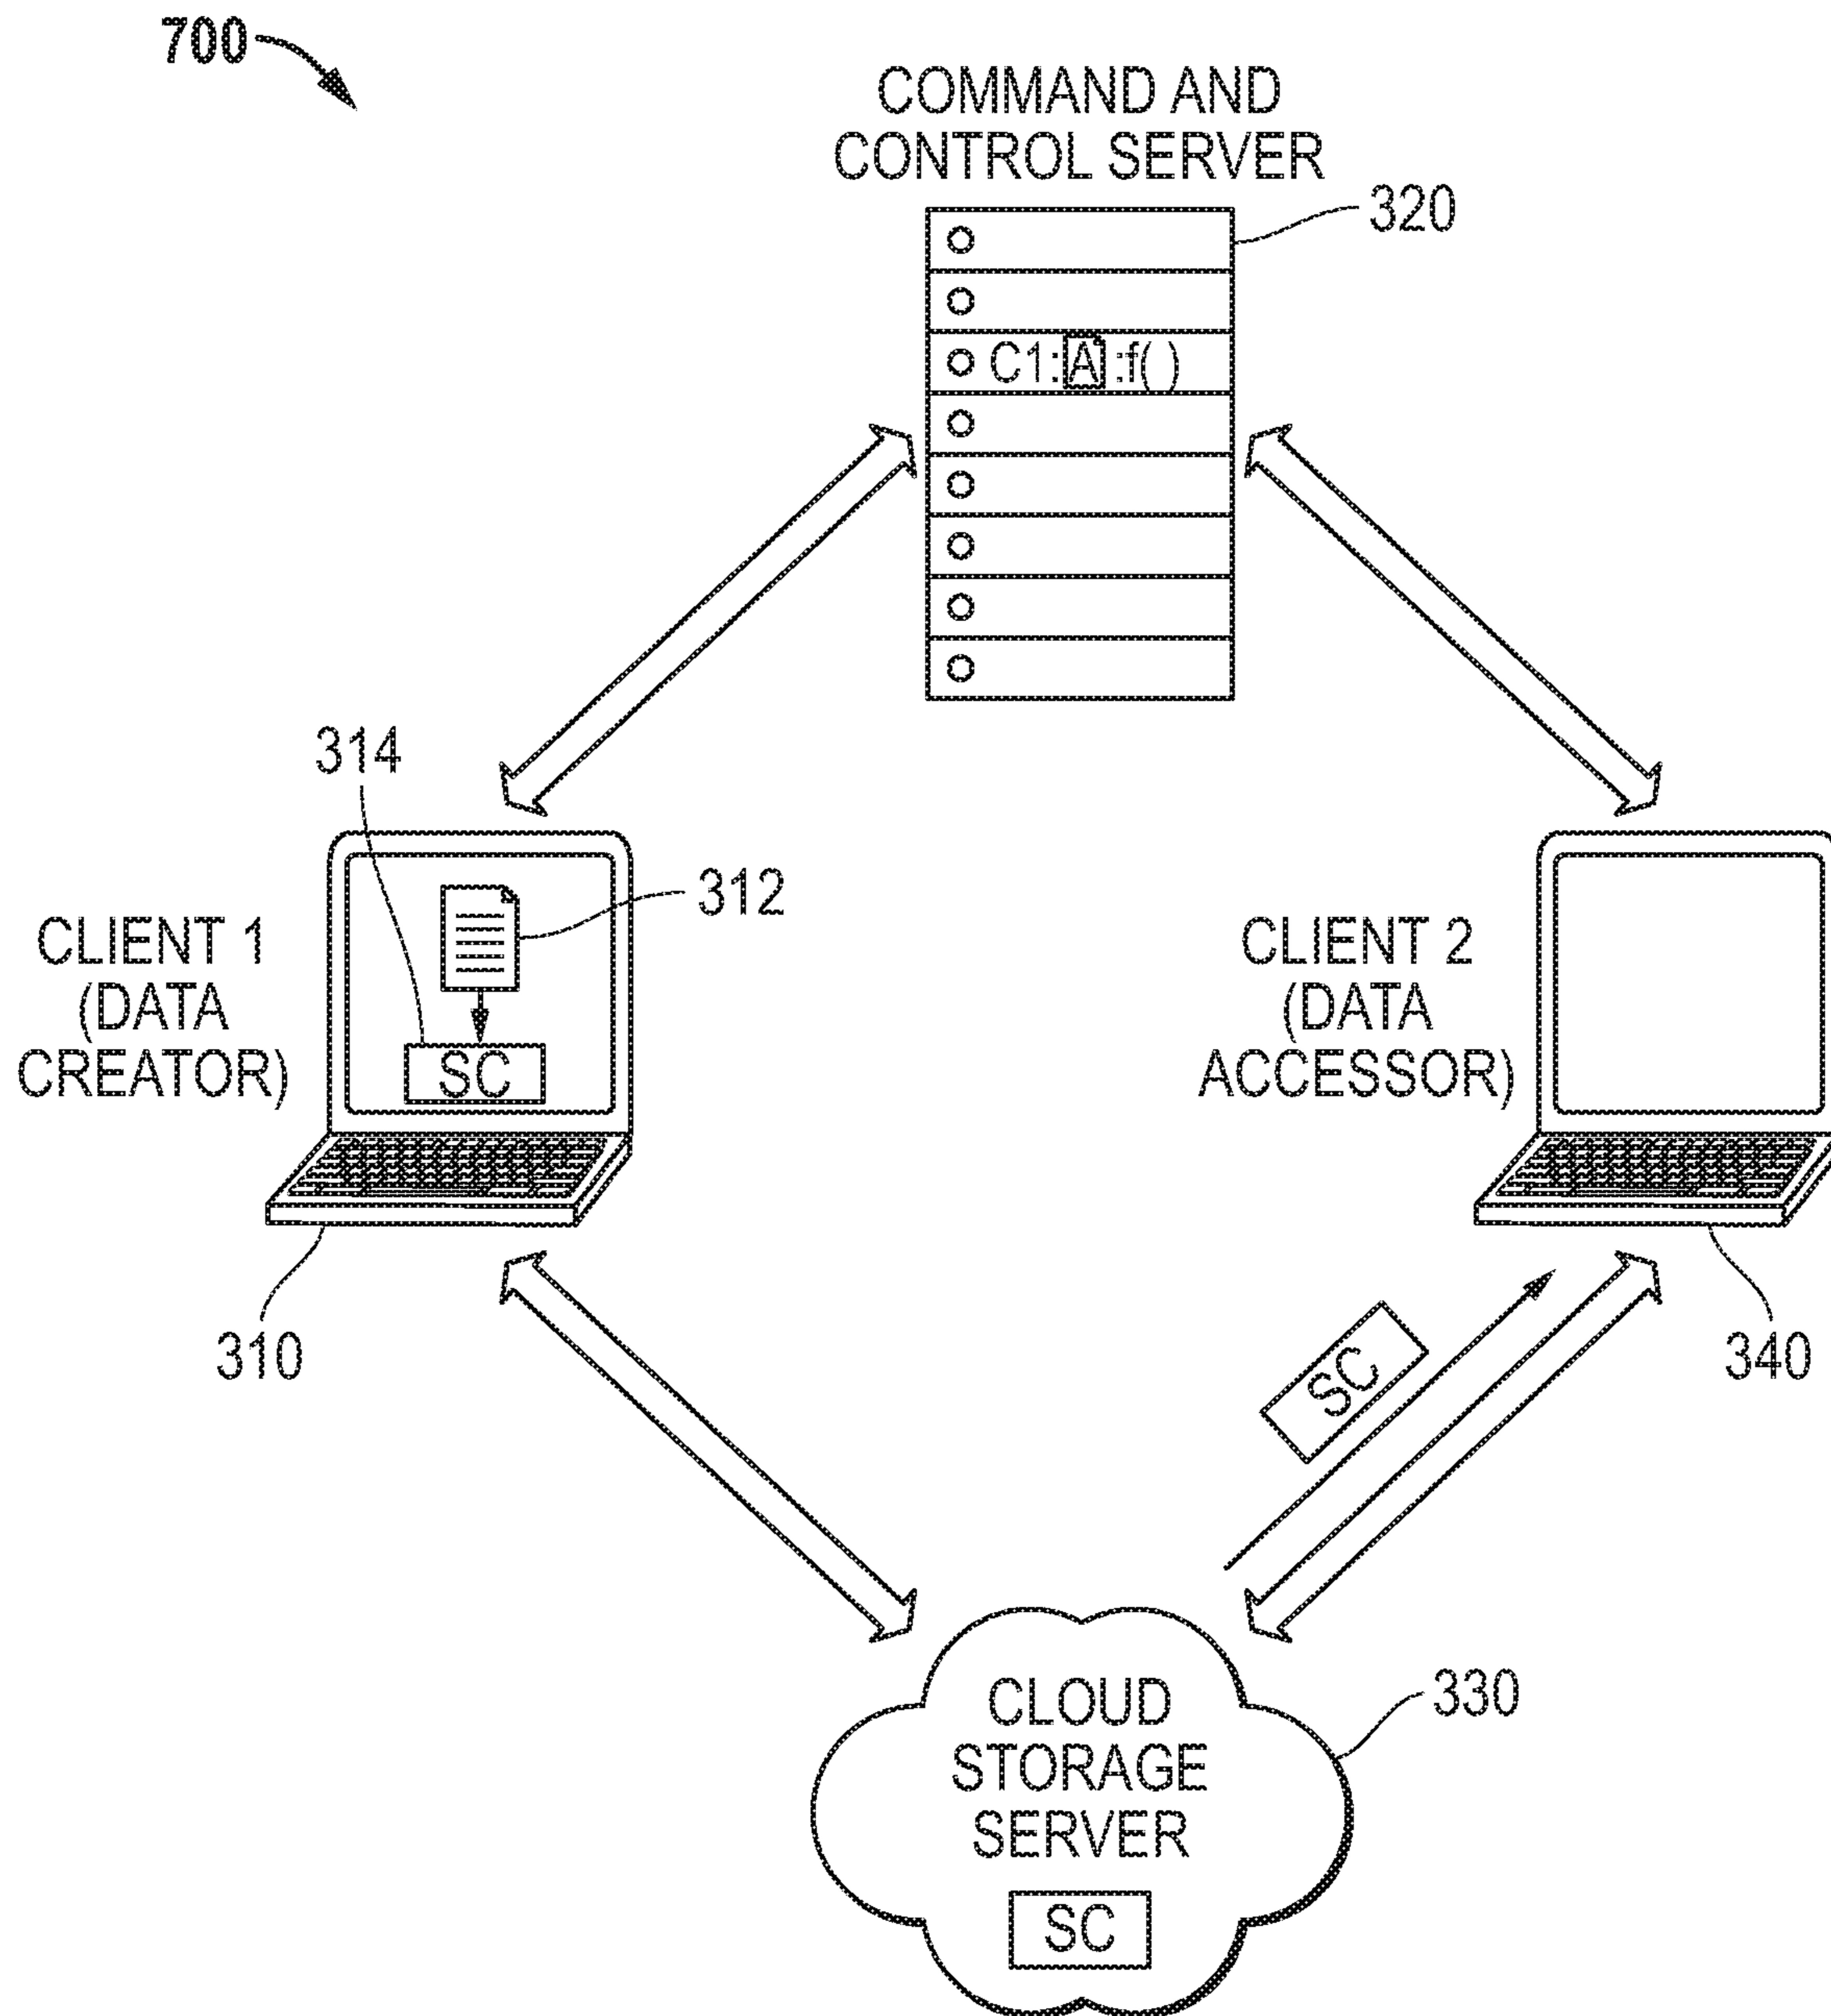 700
COMMAND AND
CONTROL SERVER
320
C1:A:f( )
314
312
CLIENT 1
(DATA
CREATOR)
SC
CLIENT 2
(DATA
ACCESSOR)
310
340
SC
330
CLOUD
STORAGE
SERVER
SC